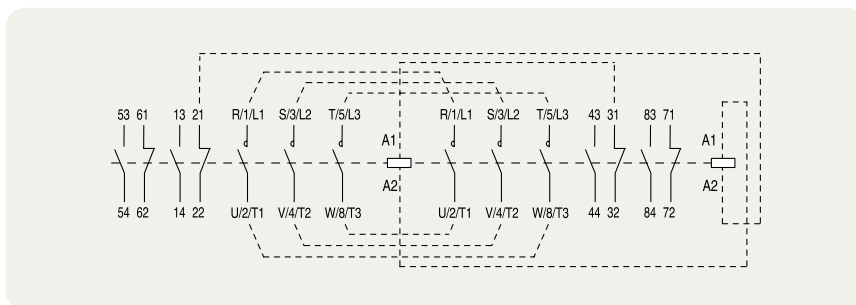 53 61 13 21 R/1/L1 S/3/L2 T/5/L3 R/1/L1 S/3/L2 T/5/L3 43 31 83 71
A1 A1
A2 A2
54 62 14 22 U/2/T1 V/4/T2 W/8/T3 U/2/T1 V/4/T2 W/8/T3 44 32 84 72